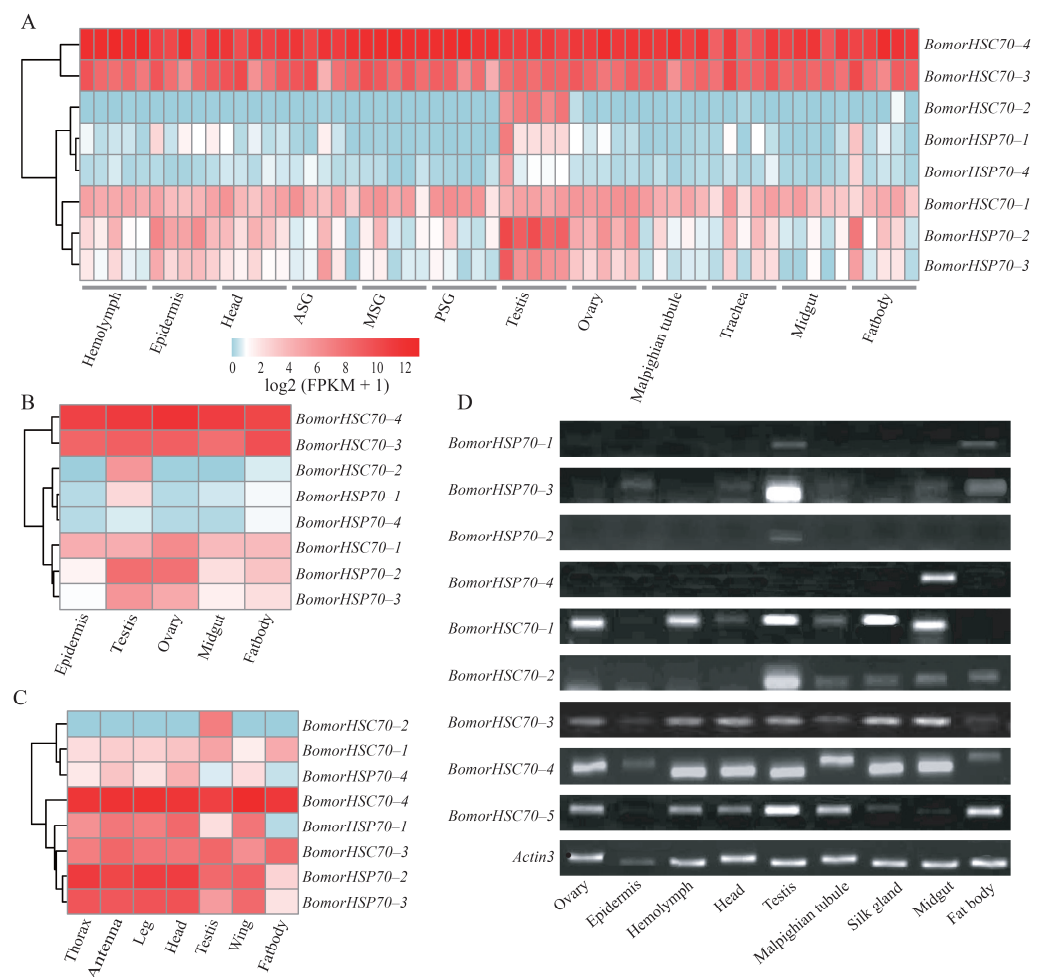 A
BomorHSC70–4
BomorHSC70–3
BomorHSC70–2
BomorHSP70–1
BomorHSP70–4
BomorHSC70–1
BomorHSP70–2
BomorHSP70–3
Hemolymph
Epidermis
Head
ASG
MSG
PSG
Testis
Ovary
Malpighian tubule
Trachea
Midgut
Fatbody
0 2 4 6 8 10 12
log2 (FPKM + 1)
B
BomorHSC70–4
BomorHSC70–3
BomorHSC70–2
BomorHSP70 1
BomorHSP70–4
BomorHSC70–1
BomorHSP70–2
BomorHSP70–3
Epidermis
Testis
Ovary
Midgut
Fatbody
C
BomorHSC70–2
BomorHSC70–1
BomorHSP70–4
BomorHSC70–4
BomorHSP70–1
BomorHSC70–3
BomorHSP70–2
BomorHSP70–3
Thorax
Antenna
Leg
Head
Testis
Wing
Fatbody
D
BomorHSP70–1
BomorHSP70–3
BomorHSP70–2
BomorHSP70–4
BomorHSC70–1
BomorHSC70–2
BomorHSC70–3
BomorHSC70–4
BomorHSC70–5
Actin3
Ovary
Epidermis
Hemolymph
Head
Testis
Malpighian tubule
Silk gland
Midgut
Fat body